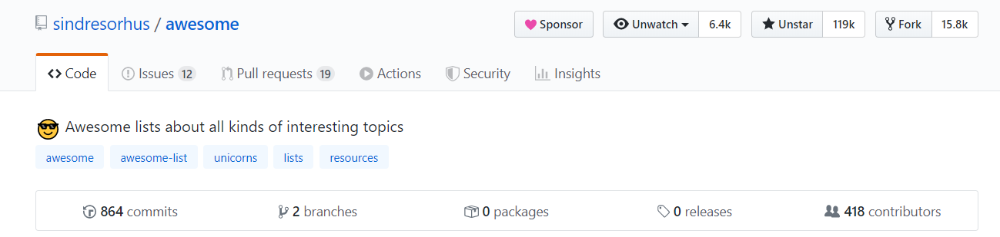 sindresorhus / awesome Sponsor Unwatch 6.4k Unstar 119k Fork 15.8k
Code Issues 12 Pull requests 19 Actions Security Insights
Awesome lists about all kinds of interesting topics
awesome awesome-list unicorns lists resources
864 commits 2 branches 0 packages 0 releases 418 contributors